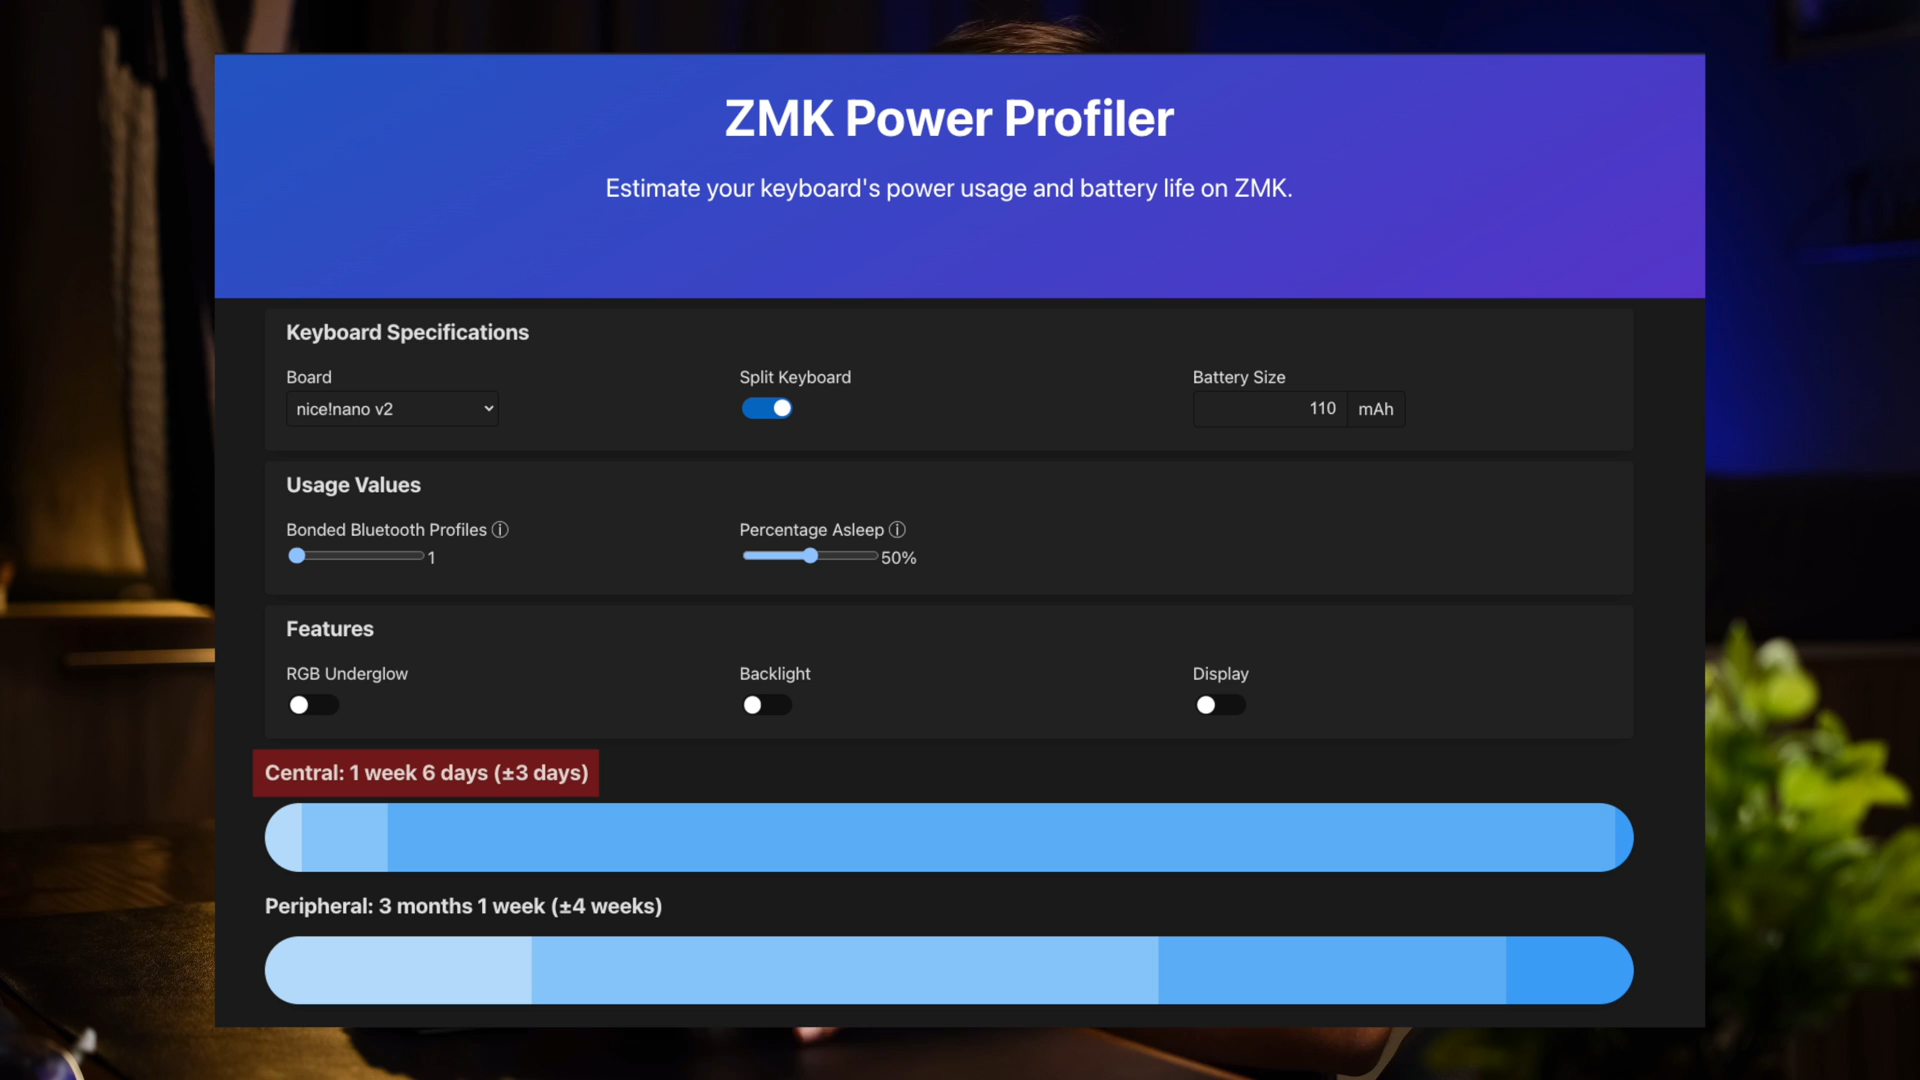 ZMK Power Profiler
Estimate your keyboard's power usage and battery life on ZMK.
Keyboard Specifications
Board
Split Keyboard
Battery Size
nice!nano v2
110 mAh
Usage Values
Bonded Bluetooth Profiles ⓘ
Percentage Asleep ⓘ
1
50%
Features
RGB Underglow
Backlight
Display
Central: 1 week 6 days (±3 days)
Peripheral: 3 months 1 week (±4 weeks)